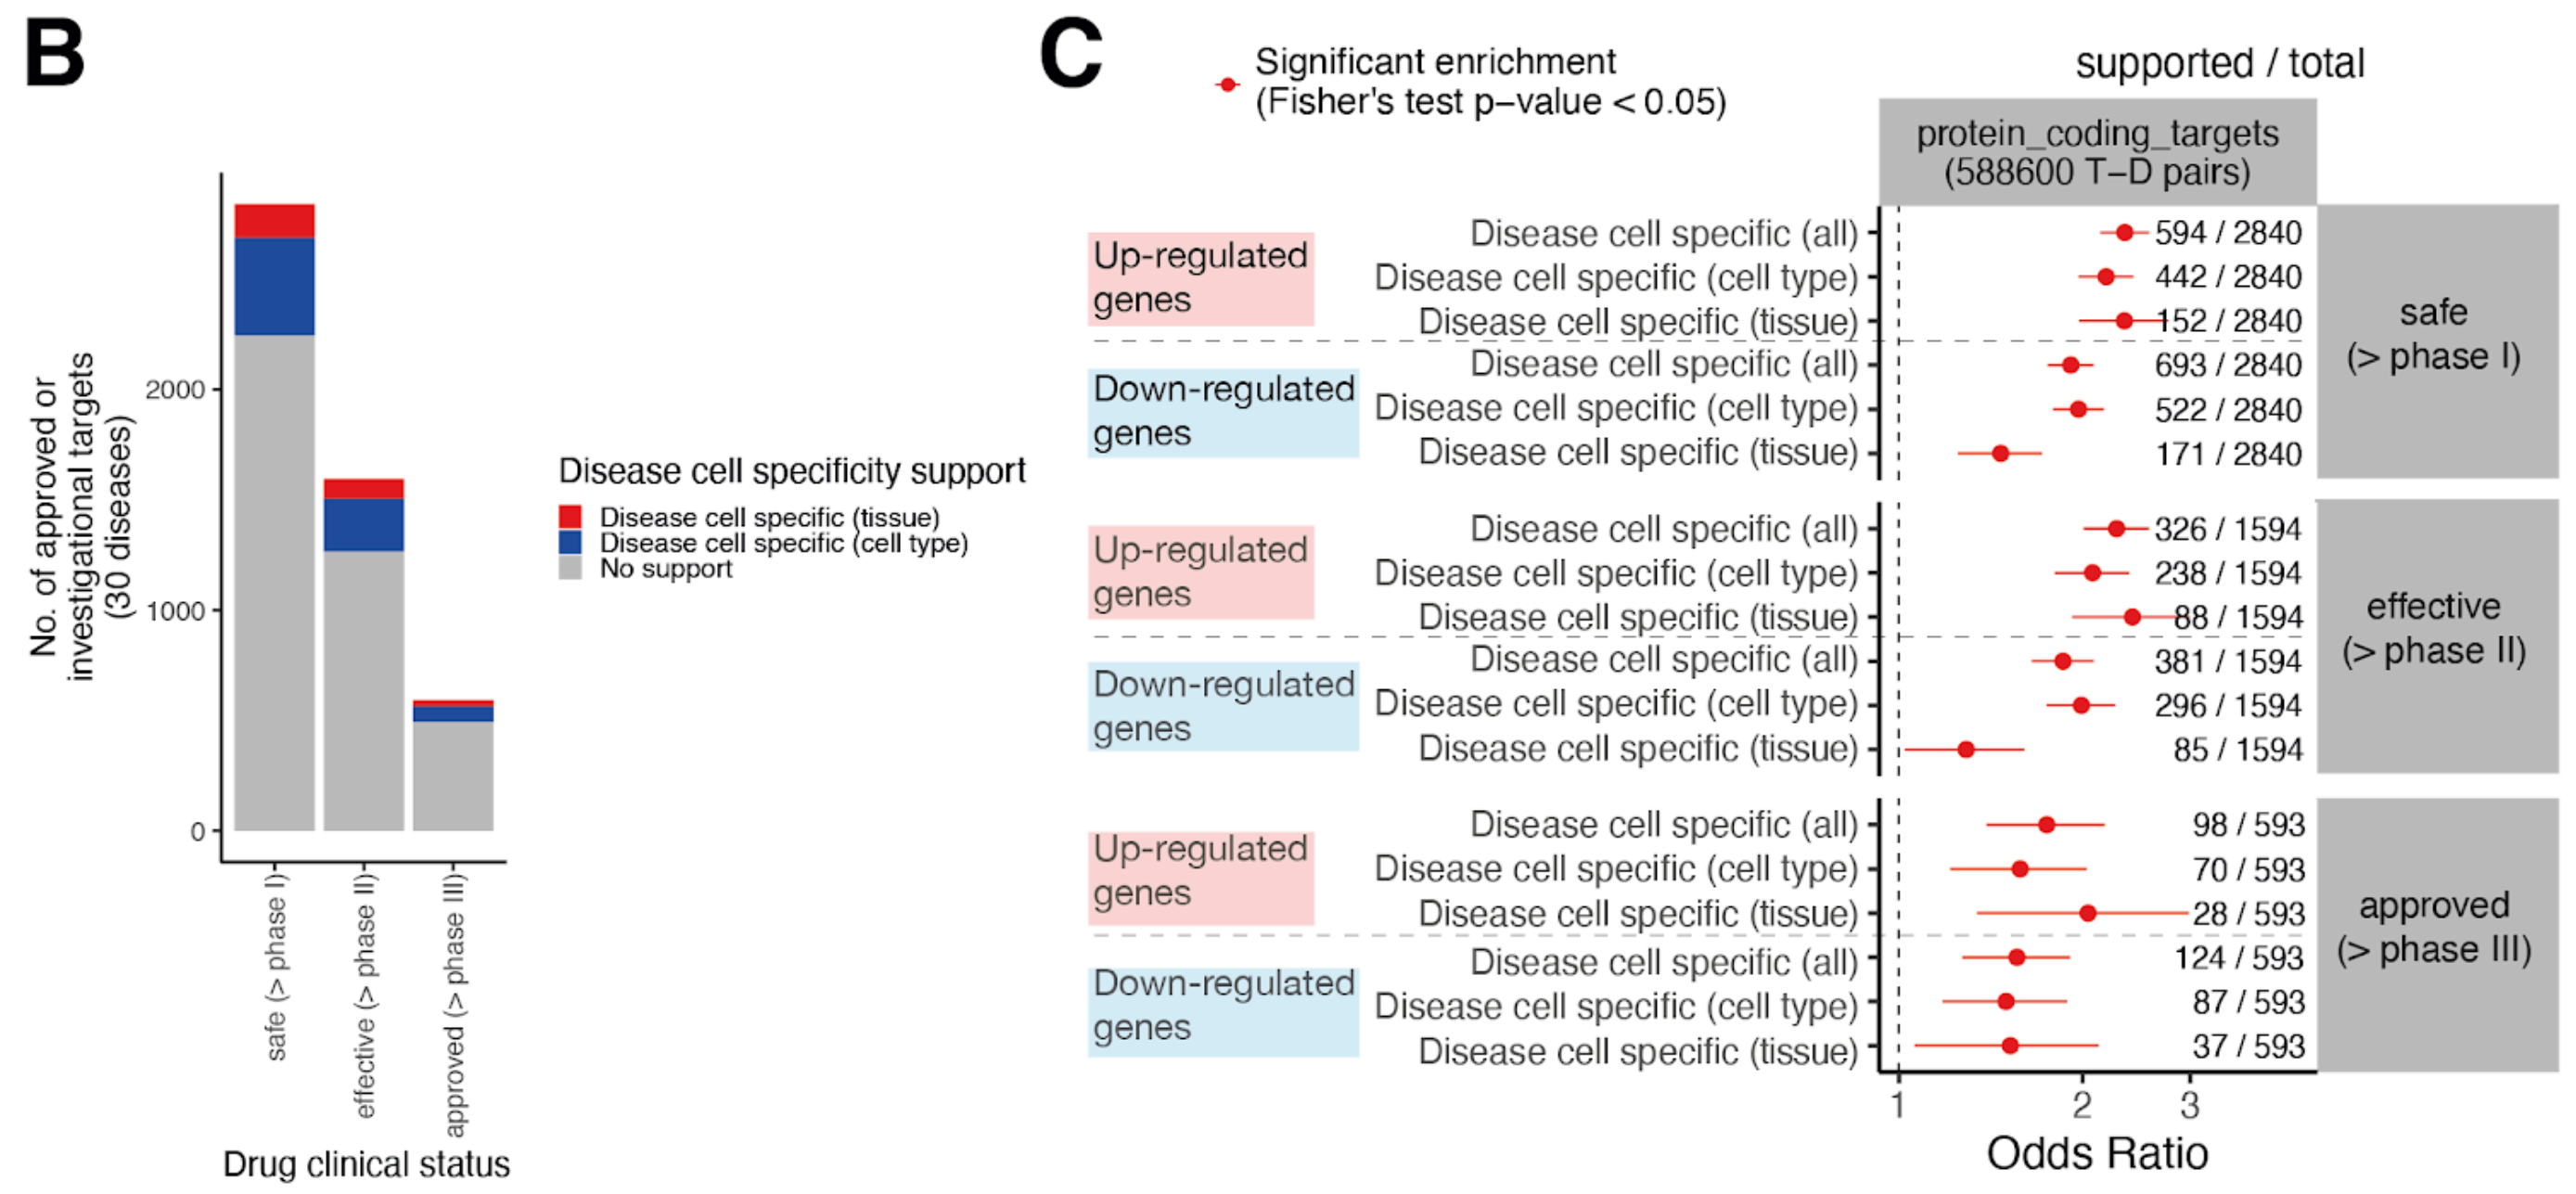 B
No. of approved or
investigational targets
(30 diseases)
2000
1000
0
safe (> phase I)
effective (> phase II)
approved (> phase III)
Drug clinical status
Disease cell specificity support
Disease cell specific (tissue)
Disease cell specific (cell type)
No support
C
Significant enrichment
(Fisher's test p−value < 0.05)
supported / total
protein_coding_targets
(588600 T−D pairs)
Up-regulated
genes
Disease cell specific (all) 594 / 2840
Disease cell specific (cell type) 442 / 2840
Disease cell specific (tissue) 152 / 2840
Down-regulated
genes
Disease cell specific (all) 693 / 2840
Disease cell specific (cell type) 522 / 2840
Disease cell specific (tissue) 171 / 2840
safe
(> phase I)
Up-regulated
genes
Disease cell specific (all) 326 / 1594
Disease cell specific (cell type) 238 / 1594
Disease cell specific (tissue) 88 / 1594
Down-regulated
genes
Disease cell specific (all) 381 / 1594
Disease cell specific (cell type) 296 / 1594
Disease cell specific (tissue) 85 / 1594
effective
(> phase II)
Up-regulated
genes
Disease cell specific (all) 98 / 593
Disease cell specific (cell type) 70 / 593
Disease cell specific (tissue) 28 / 593
Down-regulated
genes
Disease cell specific (all) 124 / 593
Disease cell specific (cell type) 87 / 593
Disease cell specific (tissue) 37 / 593
approved
(> phase III)
1 2 3
Odds Ratio